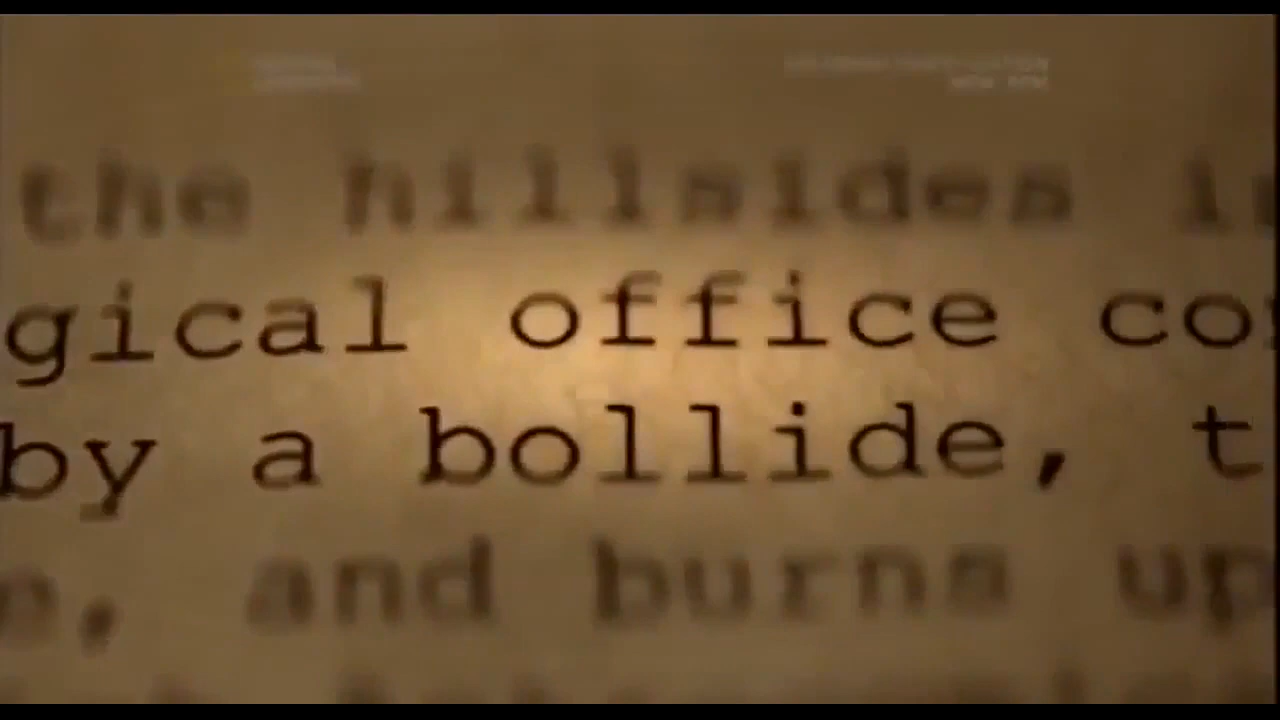 the hillsides i
gical office co
by a bollide, t
e, and burns up